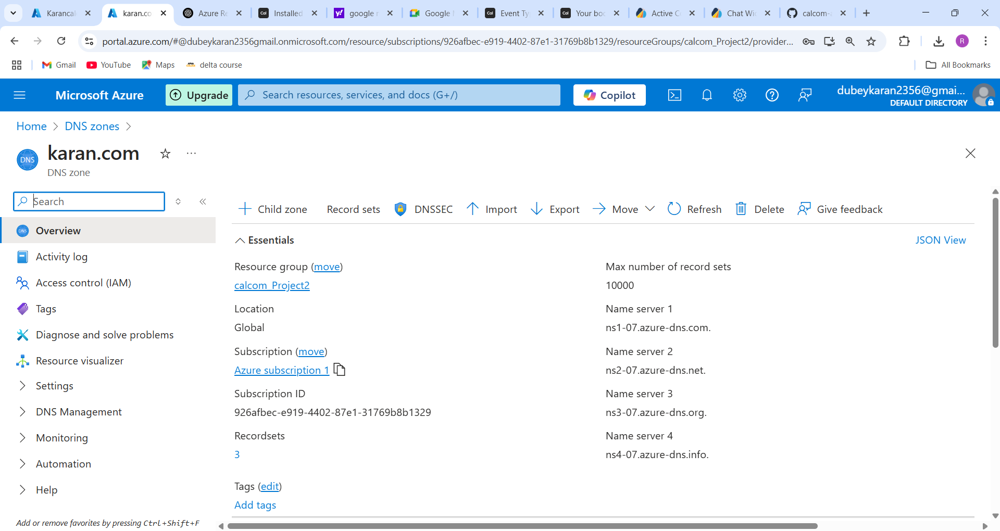 Karancal
karan.co
Azure Re
Installed
google r
Google M
Event Ty
Your boo
Active C
Chat Wid
calcom-a
portal.azure.com/#@dubeykaran2356gmail.onmicrosoft.com/resource/subscriptions/926afbec-e919-4402-87e1-31769b8b1329/resourceGroups/calcom_Project2/provider...
R
Gmail
YouTube
Maps
delta course
All Bookmarks
Microsoft Azure
Upgrade
Search resources, services, and docs (G+/)
Copilot
dubeykaran2356@gmai...
DEFAULT DIRECTORY
Home > DNS zones >
DNS
karan.com
DNS zone
Search
Overview
Activity log
Access control (IAM)
Tags
Diagnose and solve problems
Resource visualizer
Settings
DNS Management
Monitoring
Automation
Help
Add or remove favorites by pressing Ctrl+Shift+F
Child zone
Record sets
DNSSEC
Import
Export
Move
Refresh
Delete
Give feedback
Essentials
JSON View
Resource group (move)
calcom_Project2
Location
Global
Subscription (move)
Azure subscription 1
Subscription ID
926afbec-e919-4402-87e1-31769b8b1329
Recordsets
3
Max number of record sets
10000
Name server 1
ns1-07.azure-dns.com.
Name server 2
ns2-07.azure-dns.net.
Name server 3
ns3-07.azure-dns.org.
Name server 4
ns4-07.azure-dns.info.
Tags (edit)
Add tags